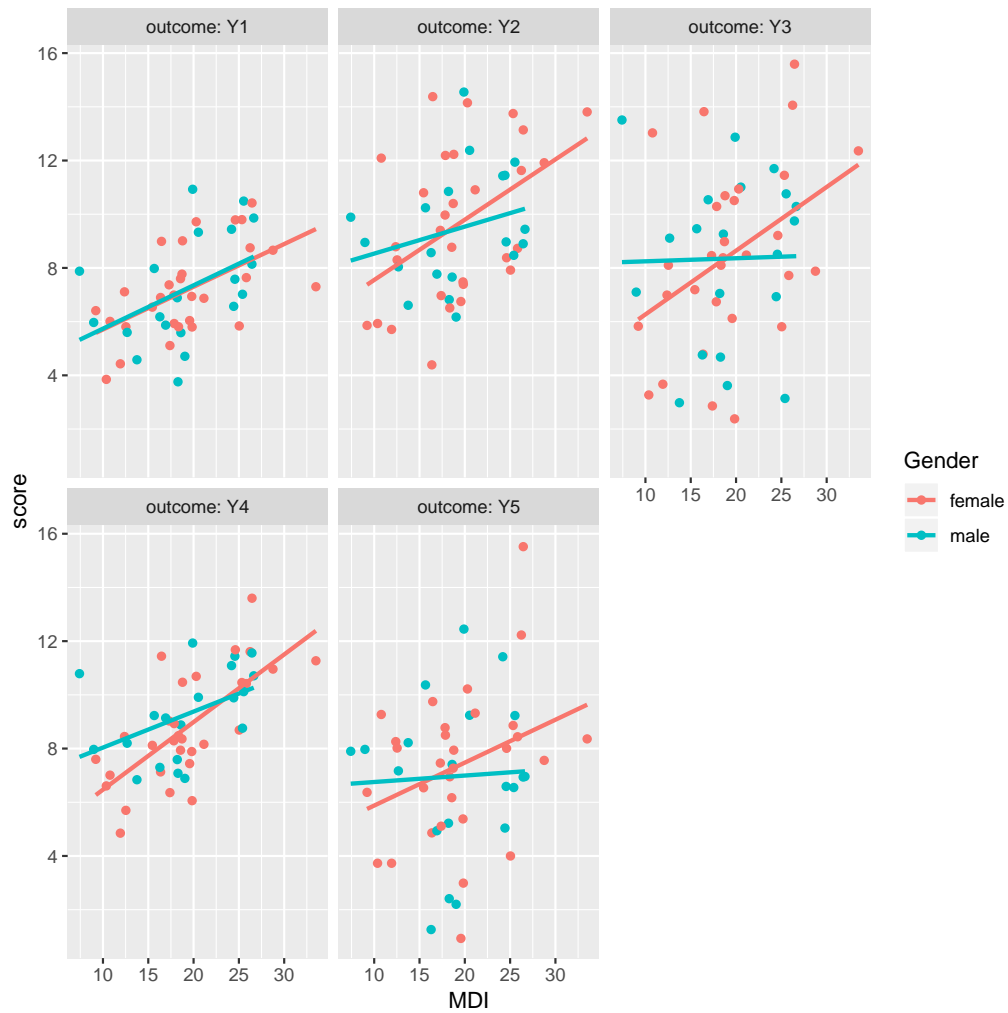 outcome: Y1 outcome: Y2 outcome: Y3
16
12
8
4
10 15 20 25 30
score
Gender
female
male
outcome: Y4 outcome: Y5
16
12
8
4
10 15 20 25 30 10 15 20 25 30
MDI